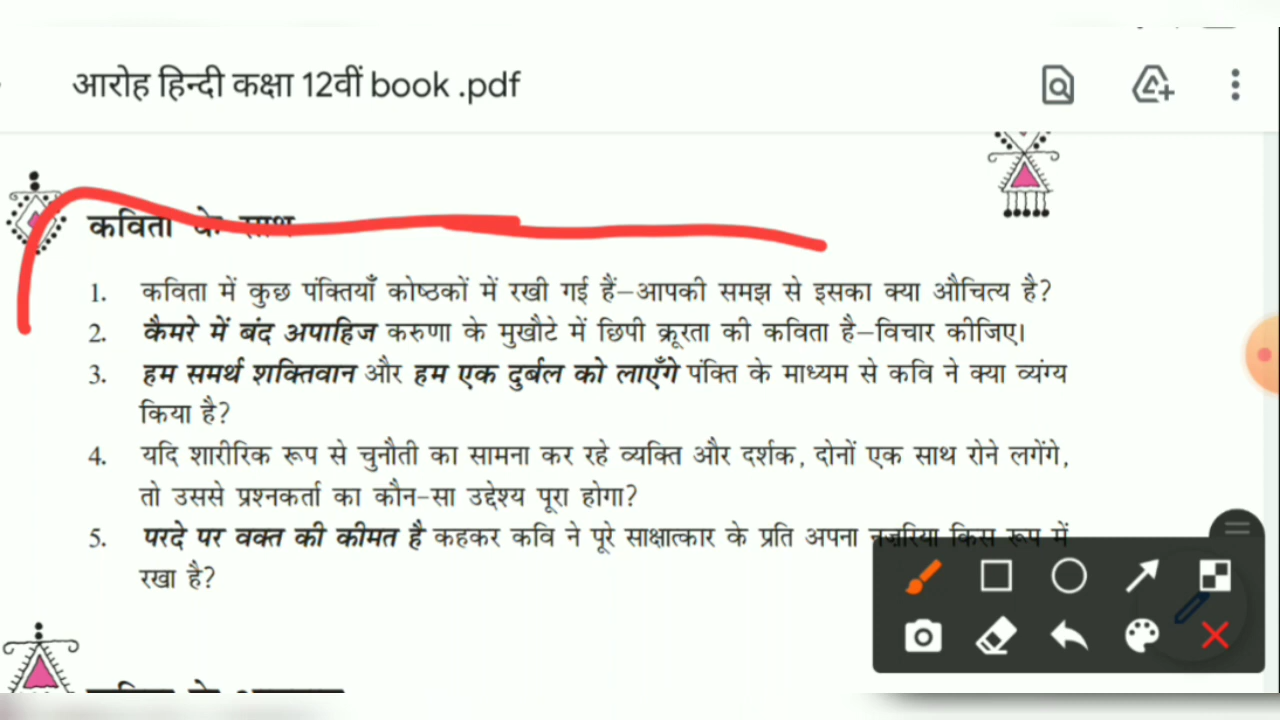 आरोह हिन्दी कक्षा 12वीं book .pdf
कविता के साथ
1. कविता में कुछ पंक्तियाँ कोष्ठकों में रखी गई हैं–आपकी समझ से इसका क्या औचित्य है?
2. कैमरे में बंद अपाहिज करुणा के मुखौटे में छिपी क्रूरता की कविता है–विचार कीजिए।
3. हम समर्थ शक्तिवान और हम एक दुर्बल को लाएँगे पंक्ति के माध्यम से कवि ने क्या व्यंग्य
किया है?
4. यदि शारीरिक रूप से चुनौती का सामना कर रहे व्यक्ति और दर्शक, दोनों एक साथ रोने लगेंगे,
तो उससे प्रश्नकर्ता का कौन-सा उद्देश्य पूरा होगा?
5. परदे पर वक्त की कीमत है कहकर कवि ने पूरे साक्षात्कार के प्रति अपना नज़रिया किस रूप में
रखा है?